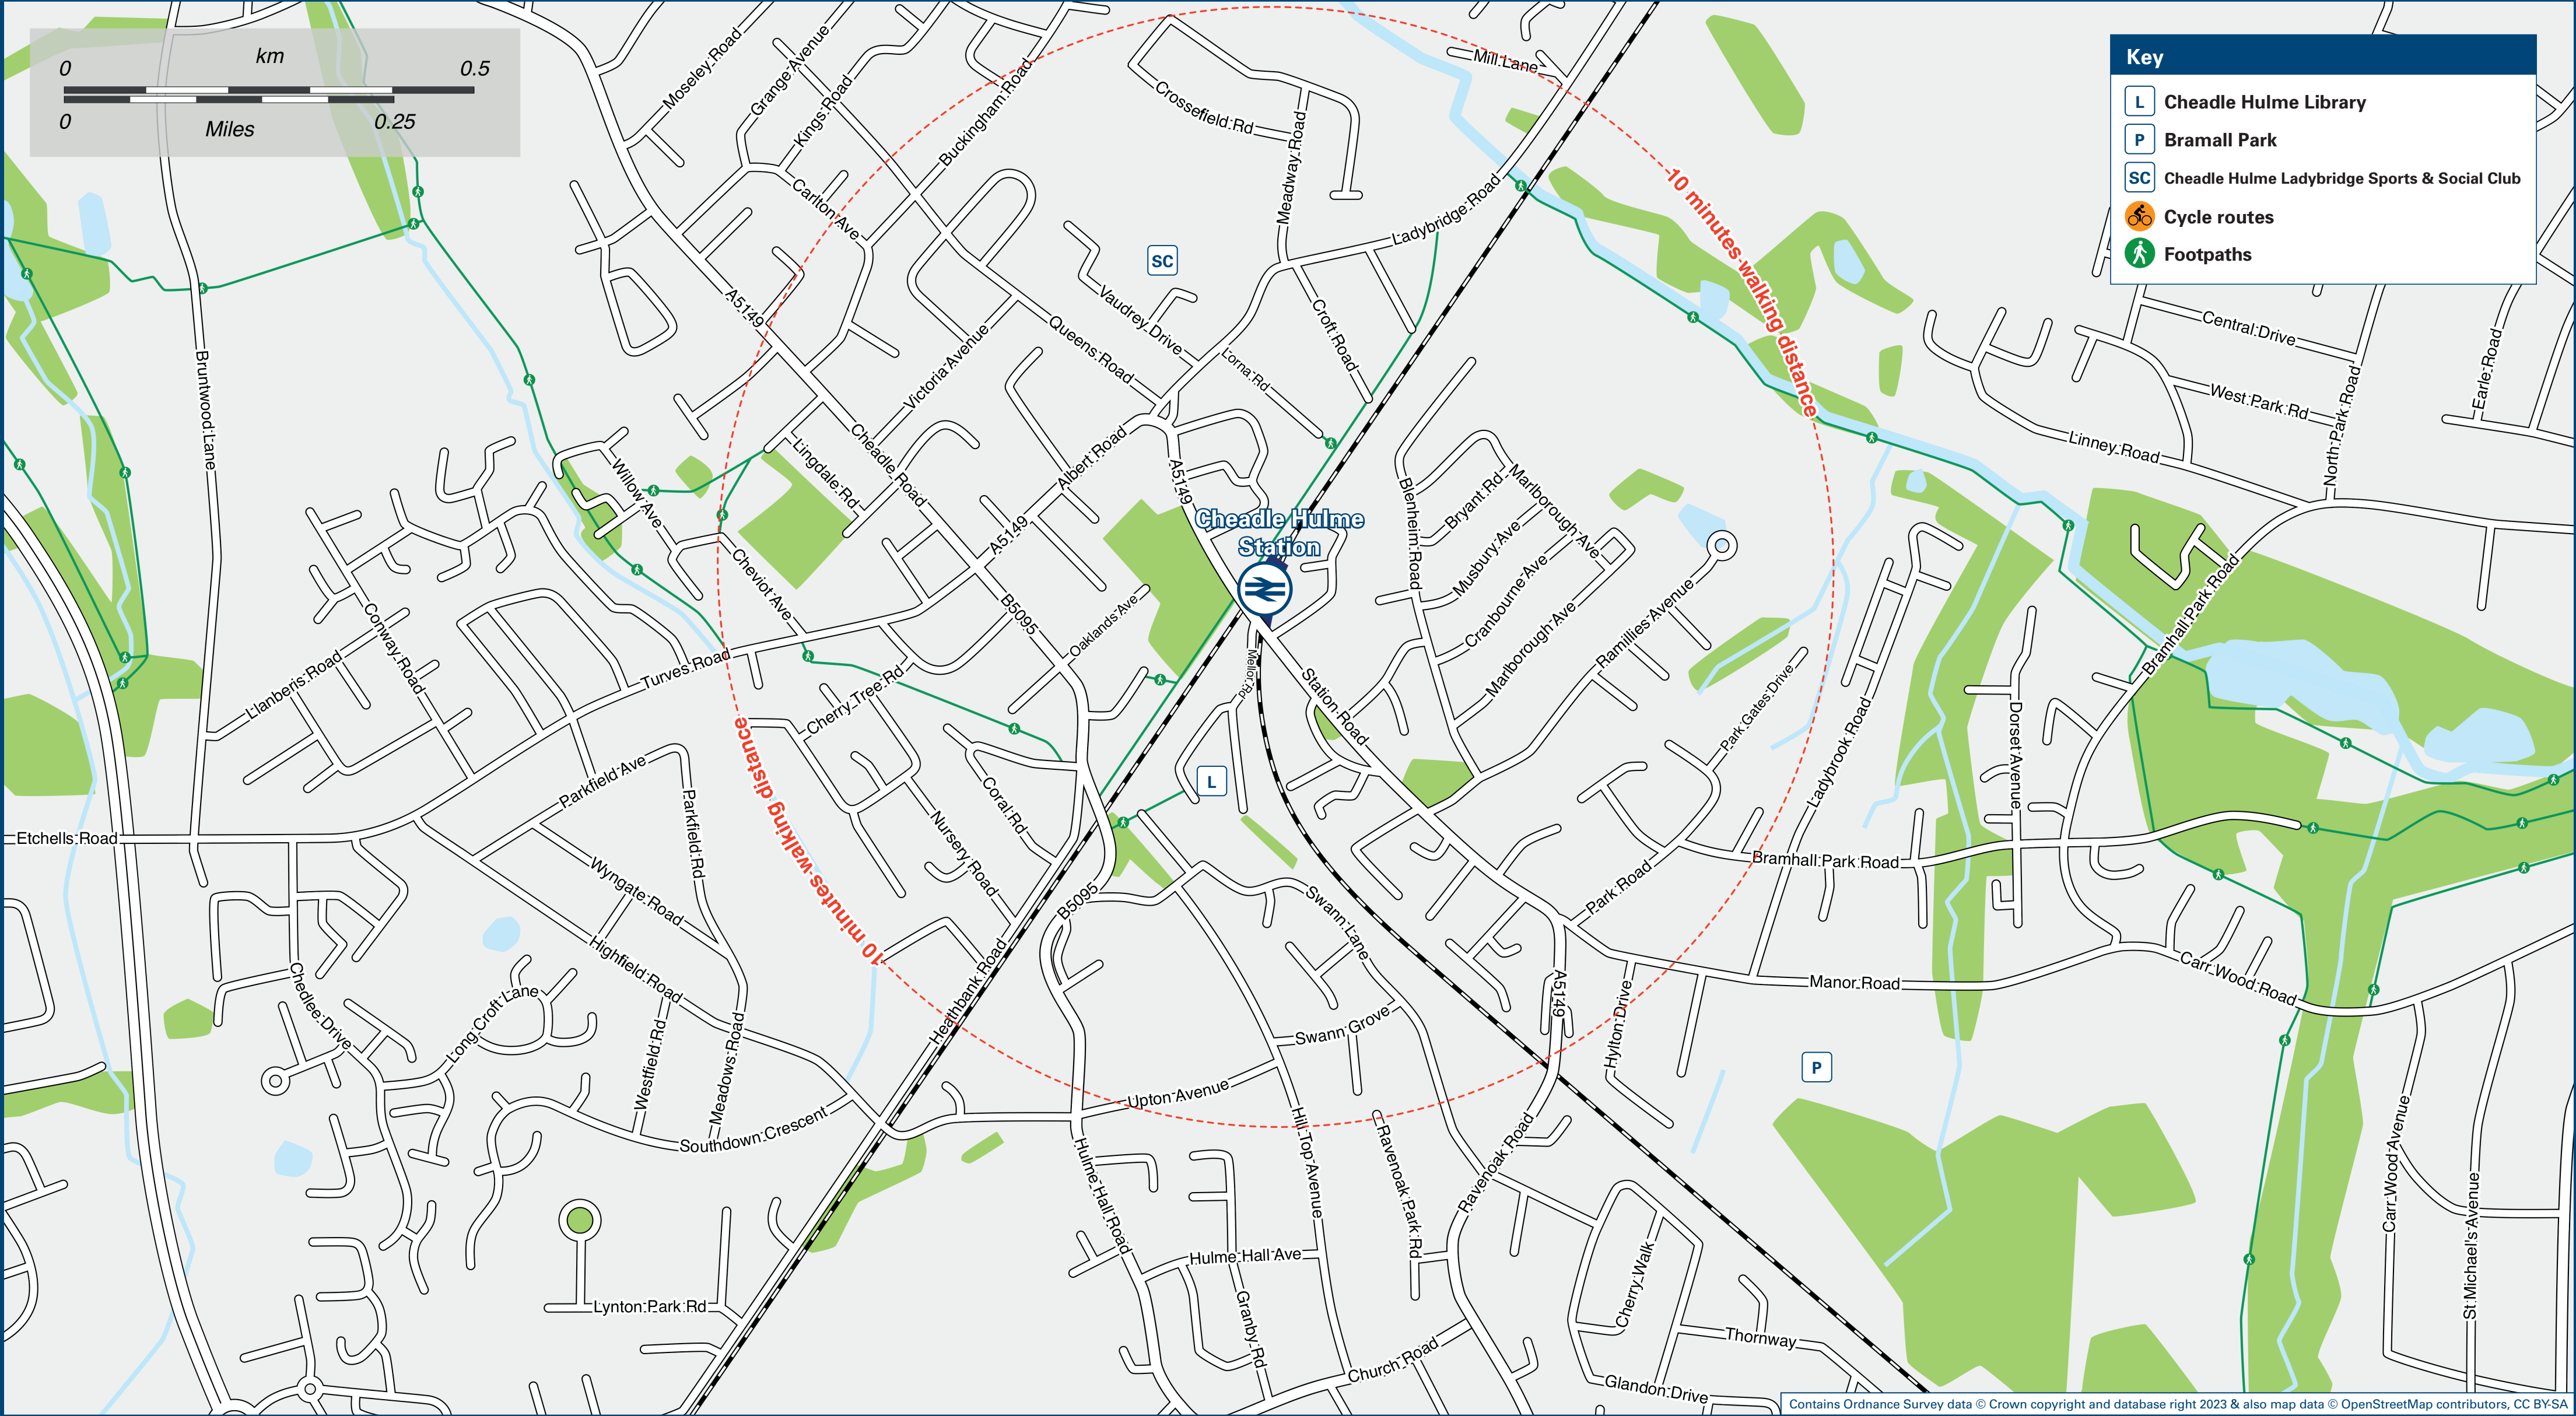 km
0 0.5
0 0.25
Miles
Key
L Cheadle Hulme Library
P Bramall Park
SC Cheadle Hulme Ladybridge Sports & Social Club
Cycle routes
Footpaths
Moseley Road
Grange Avenue
Kings Road
Buckingham Road
Crossefield Rd
Meadway Road
Mill Lane
Carlton Ave
Ladybridge Road
10 minutes walking distance
SC
A5149
Vaudrey Drive
Queens Road
Croft Road
Lorna Rd
Victoria Avenue
Bruntwood Lane
Central Drive
West Park Rd
North Park Road
Earle Road
Linney Road
Lingdale Rd
Cheadle Road
Albert Road
A5149
Willow Ave
Blenheim Road
Bryant Rd
Marlborough Ave
Musbury Ave
Cranbourne Ave
Marlborough Ave
Ramillies Avenue
Cheadle Hulme
Station
A5149
Cheviot Ave
B5095
Oaklands Ave
Conway Road
Llanberis Road
Turves Road
Cherry Tree Rd
Mellor Rd
Station Road
Park Gates Drive
Ladybrook Road
Dorset Avenue
Bramhall Park Road
Parkfield Ave
Parkfield Rd
10 minutes walking distance
Coral Rd
L
Nursery Road
Etchells Road
Wyngate Road
Highfield Road
B5095
Swann Lane
Park Road
Bramhall Park Road
Manor Road
Carr Wood Road
Chedlee Drive
Long Croft Lane
Westfield Rd
Meadows Road
Heathbank Road
Swann Grove
A5149
Hylton Drive
P
Southdown Crescent
Upton Avenue
Hill Top Avenue
Hulme Hall Road
Ravenoak Park Rd
Ravenoak Road
Carr Wood Avenue
St Michael's Avenue
Hulme Hall Ave
Granby Rd
Cherry Walk
Lynton Park Rd
Church Road
Thornway
Glandon Drive
Contains Ordnance Survey data © Crown copyright and database right 2023 & also map data © OpenStreetMap contributors, CC BY-SA